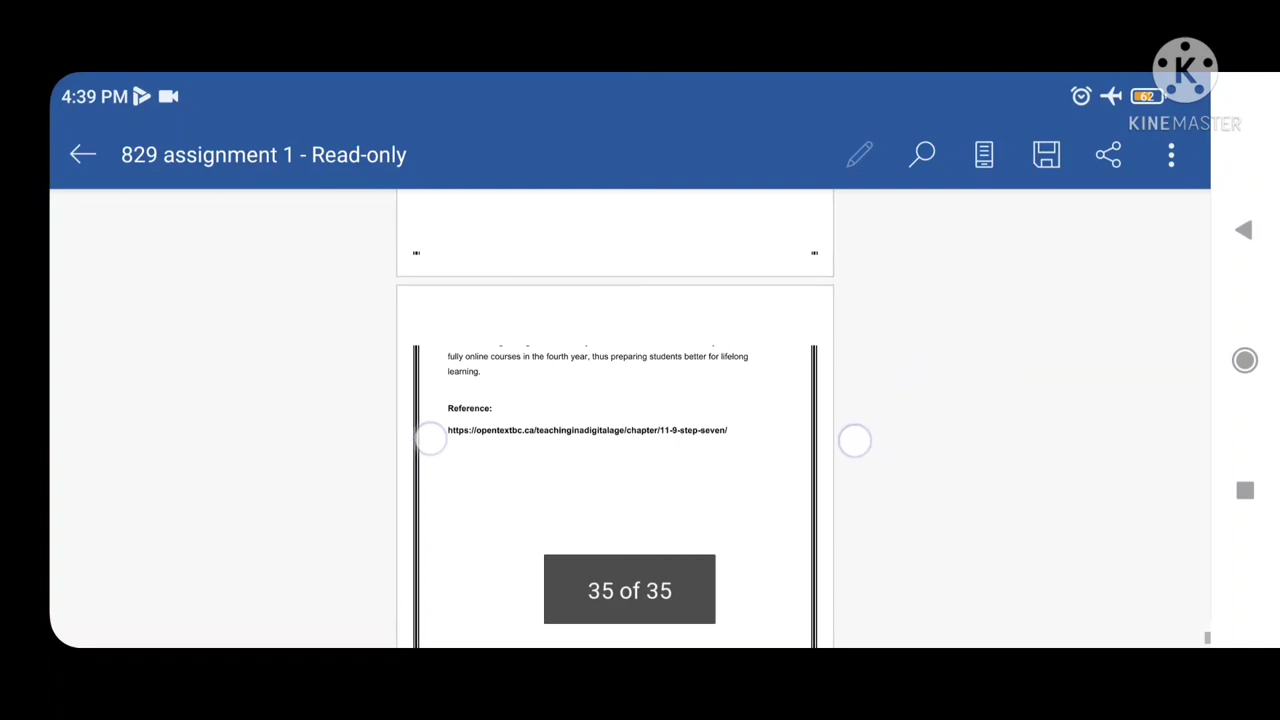 4:39 PM
62
K
KINEMASTER
829 assignment 1 - Read-only
fully online courses in the fourth year, thus preparing students better for lifelong
learning.
Reference:
https://opentextbc.ca/teachinginadigitalage/chapter/11-9-step-seven/
35 of 35